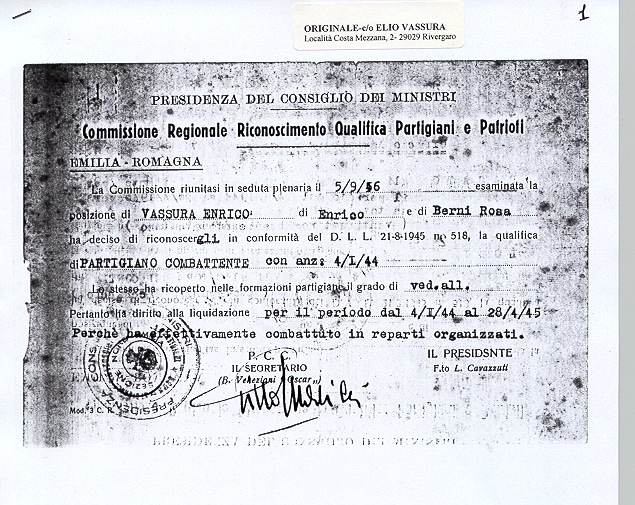 1
ORIGINALE-c/o ELIO VASSURA
Località Costa Mezzana, 2- 29029 Rivergaro
PRESIDENZA DEL CONSIGLIO DEI MINISTRI
Commissione Regionale Riconoscimento Qualifica Partigiani e Patrioti
EMILIA - ROMAGNA
La Commissione riunitasi in seduta plenaria il 5/9/56 esaminata la
posizione di VASSURA ENRICO di Enrico e di Berni Rosa
ha deciso di riconoscergli in conformità del D. L. L. 21-8-1945 n. 518, la qualifica
di PARTIGIANO COMBATTENTE con anz: 4/I/44
Lo stesso ha ricoperto nelle formazioni partigiane il grado di ved.all.
Pertanto ha diritto alla liquidazione per il periodo dal 4/I/44 al 28/4/45
Perchè ha effettivamente combattuto in reparti organizzati.
P. C. C.
IL SEGRETARIO
(B. Veneziani Oscar)
IL PRESIDSNTE
F.to L. Cavazzuti
Mod. 3 C. R.